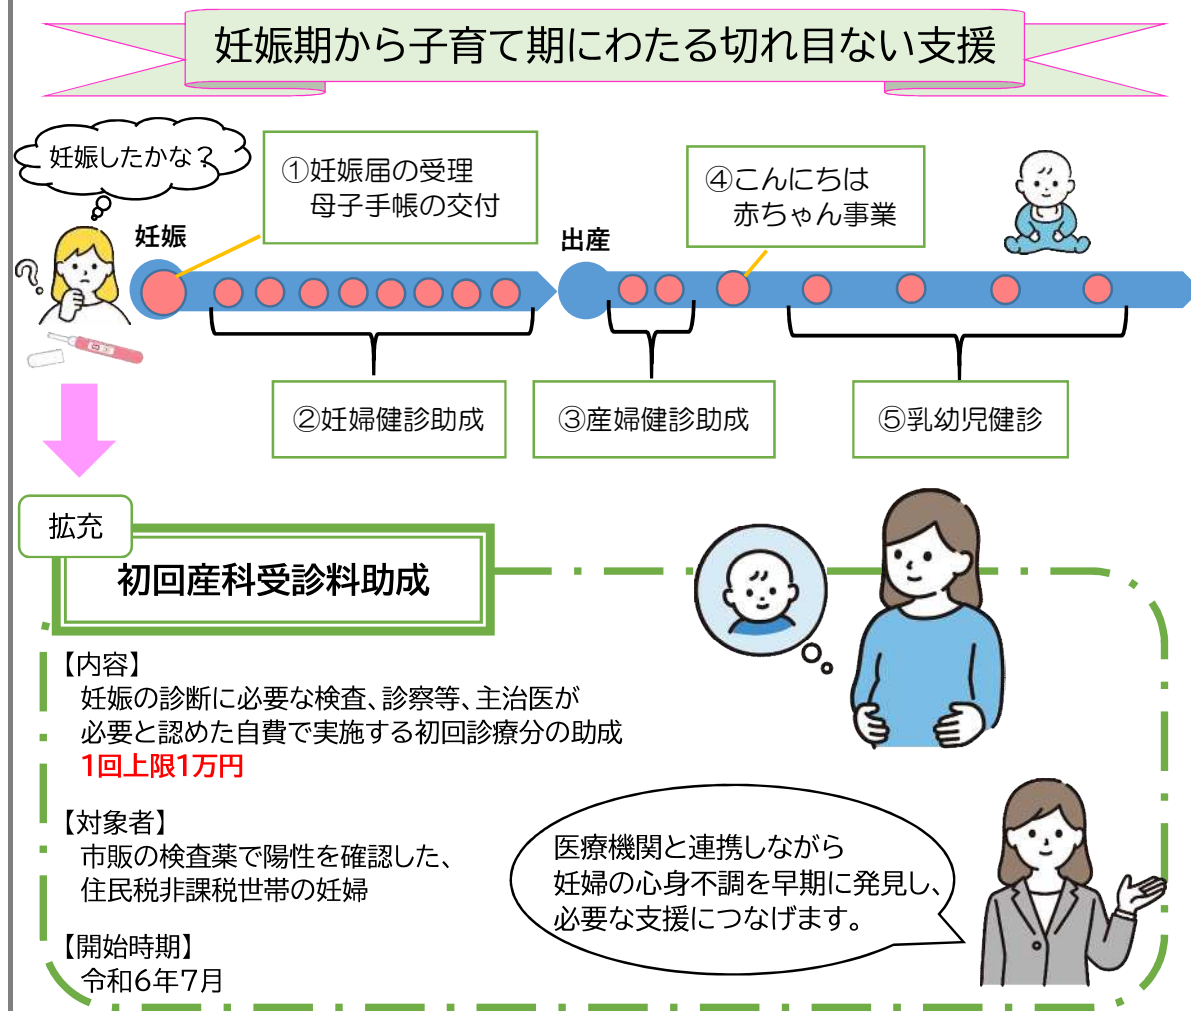 妊娠期から子育て期にわたる切れ目ない支援
妊娠したかな？
①妊娠届の受理
母子手帳の交付
④こんにちは
赤ちゃん事業
妊娠
出産
②妊婦健診助成
③産婦健診助成
⑤乳幼児健診
拡充
初回産科受診料助成
【内容】
妊娠の診断に必要な検査、診察等、主治医が
必要と認めた自費で実施する初回診療分の助成
1回上限1万円
【対象者】
市販の検査薬で陽性を確認した、
住民税非課税世帯の妊婦
医療機関と連携しながら
妊婦の心身不調を早期に発見し、
必要な支援につなげます。
【開始時期】
令和6年7月